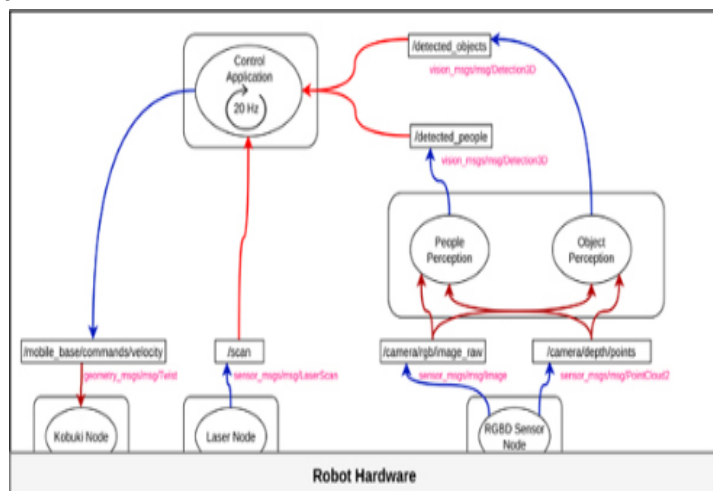 /detected_objects
vision_msgs/msg/Detection3D
Control
Application
20 Hz
/detected_people
vision_msgs/msg/Detection3D
People
Perception
Object
Perception
/mobile_base/commands/velocity
geometry_msgs/msg/Twist
/scan
sensor_msgs/msg/LaserScan
/camera/rgb/image_raw
sensor_msgs/msg/Image
/camera/depth/points
sensor_msgs/msg/PointCloud2
Kobuki Node
Laser Node
RGBD Sensor
Node
Robot Hardware